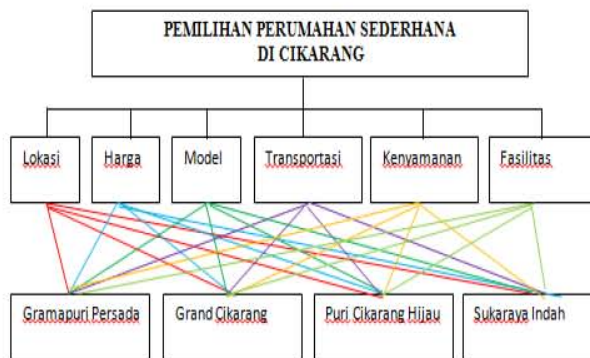 PEMILIHAN PERUMAHAN SEDERHANA
DI CIKARANG
Lokasi
Harga
Model
Transportasi
Kenyamanan
Fasilitas
Gramapuri Persada
Grand Cikarang
Puri Cikarang Hijau
Sukaraya Indah